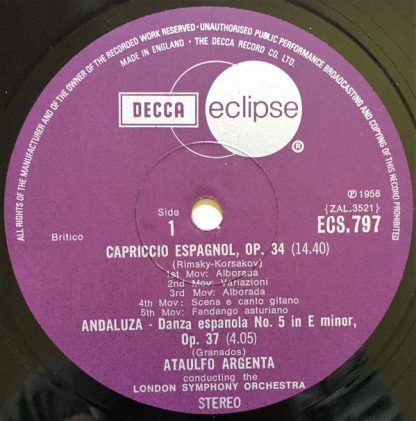 ALL RIGHTS OF THE MANUFACTURER AND OF THE OWNER OF THE RECORDED WORK RESERVED · UNAUTHORISED PUBLIC PERFORMANCE BROADCASTING AND COPYING OF THIS RECORD PROHIBITED
MADE IN ENGLAND · THE DECCA RECORD CO. LTD.
DECCA eclipse
®
Side
1
℗ 1958
{ZAL.3521}
ECS.797
Britico
CAPRICCIO ESPAGNOL, OP. 34 (14.40)
(Rimsky-Korsakov)
1st Mov: Alborada
2nd Mov: Variazioni
3rd Mov: Alborada
4th Mov: Scena e canto gitano
5th Mov: Fandango asturiano
ANDALUZA - Danza espanola No. 5 in E minor,
Op. 37 (4.05)
(Granados)
ATAULFO ARGENTA
conducting the
LONDON SYMPHONY ORCHESTRA
STEREO